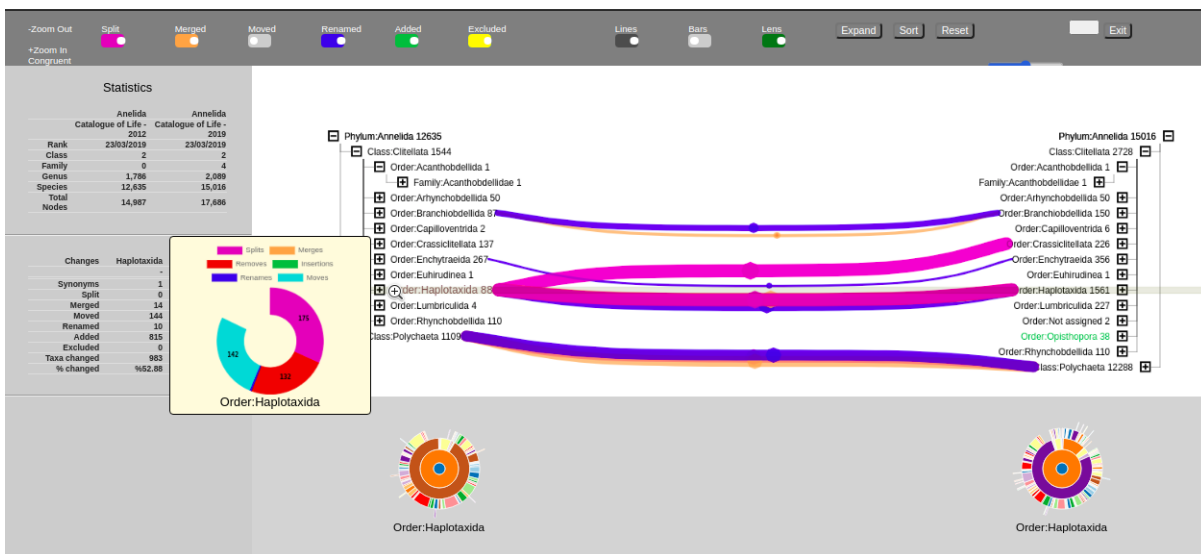 -Zoom Out Split Merged Moved Renamed Added Excluded Lines Bars Lens Expand Sort Reset Exit
+Zoom In
Congruent
Statistics
Anelida Annelida
Catalogue of Life - 2012 Catalogue of Life - 2019
Rank 23/03/2019 23/03/2019
Class 2 2
Family 0 4
Genus 1,786 2,089
Species 12,635 15,016
Total Nodes 14,987 17,686
Changes Haplotaxida
-
Synonyms 1
Split 0
Merged 14
Moved 144
Renamed 10
Added 815
Excluded 0
Taxa changed 983
% changed %52.88
Splits Merges
Removes Insertions
Renames Moves
175
142
132
Order:Haplotaxida
Phylum:Annelida 12635
Class:Clitellata 1544
Order:Acanthobdellida 1
Family:Acanthobdellidae 1
Order:Arhynchobdellida 50
Order:Branchiobdellida 87
Order:Capilloventrida 2
Order:Crassiclitellata 137
Order:Enchytraeida 267
Order:Euhirudinea 1
Order:Haplotaxida 88
Order:Lumbriculida 4
Order:Rhynchobdellida 110
Class:Polychaeta 1109
Phylum:Annelida 15016
Class:Clitellata 2728
Order:Acanthobdellida 1
Family:Acanthobdellidae 1
Order:Arhynchobdellida 50
Order:Branchiobdellida 150
Order:Capilloventrida 6
Order:Crassiclitellata 226
Order:Enchytraeida 356
Order:Euhirudinea 1
Order:Haplotaxida 1561
Order:Lumbriculida 227
Order:Not assigned 2
Order:Opisthopora 38
Order:Rhynchobdellida 110
Class:Polychaeta 12288
Order:Haplotaxida
Order:Haplotaxida